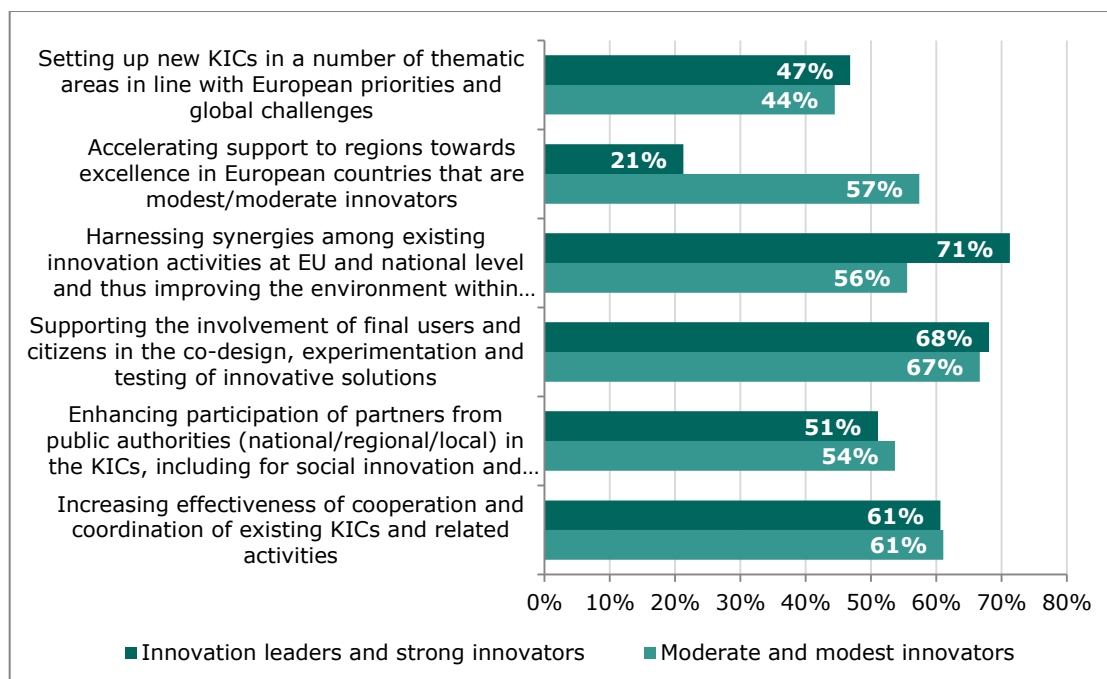 Setting up new KICs in a number of thematic
areas in line with European priorities and
global challenges
47%
44%
Accelerating support to regions towards
excellence in European countries that are
modest/moderate innovators
21%
57%
Harnessing synergies among existing
innovation activities at EU and national level
and thus improving the environment within…
71%
56%
Supporting the involvement of final users and
citizens in the co-design, experimentation and
testing of innovative solutions
68%
67%
Enhancing participation of partners from
public authorities (national/regional/local) in
the KICs, including for social innovation and…
51%
54%
Increasing effectiveness of cooperation and
coordination of existing KICs and related
activities
61%
61%
0% 10% 20% 30% 40% 50% 60% 70% 80%
Innovation leaders and strong innovators Moderate and modest innovators